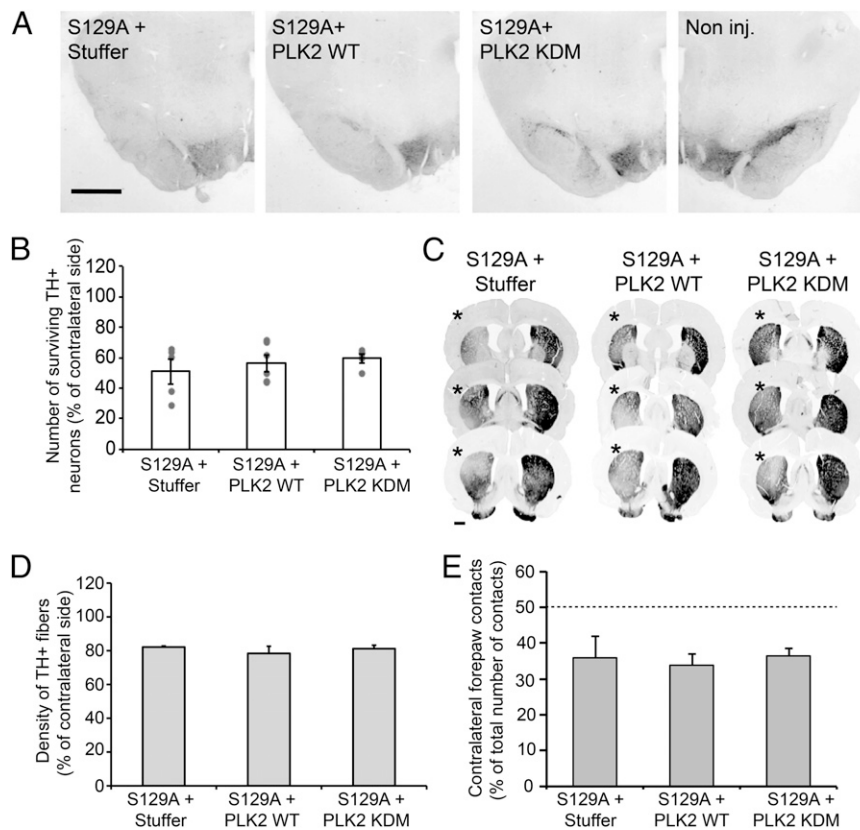 A
S129A +
Stuffer
S129A+
PLK2 WT
S129A+
PLK2 KDM
Non inj.
B
Number of surviving TH+
neurons (% of contralateral side)
120
100
80
60
40
20
0
S129A +
Stuffer
S129A +
PLK2 WT
S129A +
PLK2 KDM
C
S129A +
Stuffer
S129A +
PLK2 WT
S129A +
PLK2 KDM
*
*
*
*
*
*
*
*
*
D
Density of TH+ fibers
(% of contralateral side)
120
100
80
60
40
20
0
S129A +
Stuffer
S129A +
PLK2 WT
S129A +
PLK2 KDM
E
Contralateral forepaw contacts
(% of total number of contacts)
60
50
40
30
20
10
0
S129A +
Stuffer
S129A +
PLK2 WT
S129A +
PLK2 KDM